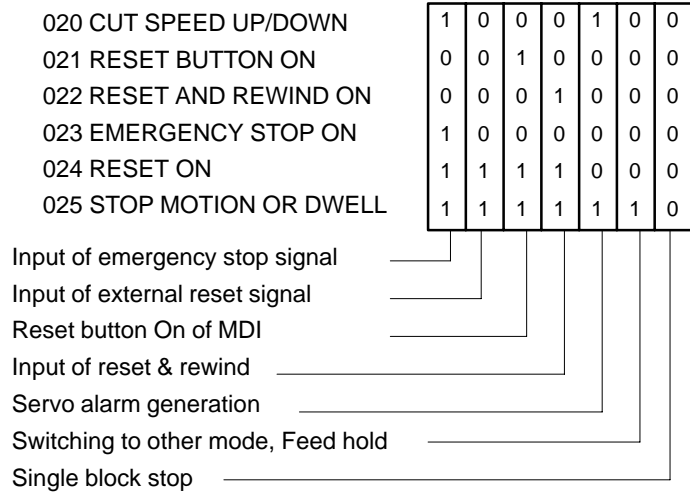 020 CUT SPEED UP/DOWN 1 0 0 0 1 0 0
021 RESET BUTTON ON 0 0 1 0 0 0 0
022 RESET AND REWIND ON 0 0 0 1 0 0 0
023 EMERGENCY STOP ON 1 0 0 0 0 0 0
024 RESET ON 1 1 1 1 0 0 0
025 STOP MOTION OR DWELL 1 1 1 1 1 1 0
Input of emergency stop signal
Input of external reset signal
Reset button On of MDI
Input of reset & rewind
Servo alarm generation
Switching to other mode, Feed hold
Single block stop